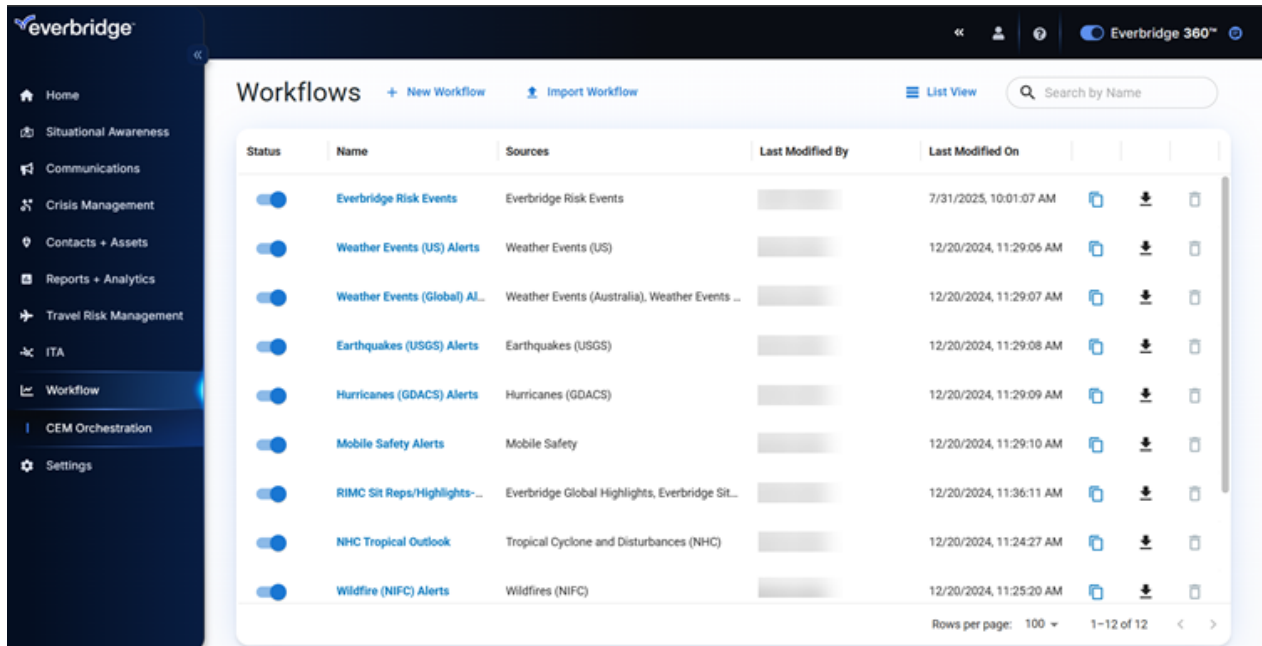 everbridge
Everbridge 360™
Home
Situational Awareness
Communications
Crisis Management
Contacts + Assets
Reports + Analytics
Travel Risk Management
ITA
Workflow
CEM Orchestration
Settings
Workflows + New Workflow Import Workflow List View Search by Name
Status Name Sources Last Modified By Last Modified On
Everbridge Risk Events Everbridge Risk Events 7/31/2025, 10:01:07 AM
Weather Events (US) Alerts Weather Events (US) 12/20/2024, 11:29:06 AM
Weather Events (Global) Al... Weather Events (Australia), Weather Events ... 12/20/2024, 11:29:07 AM
Earthquakes (USGS) Alerts Earthquakes (USGS) 12/20/2024, 11:29:08 AM
Hurricanes (GDACS) Alerts Hurricanes (GDACS) 12/20/2024, 11:29:09 AM
Mobile Safety Alerts Mobile Safety 12/20/2024, 11:29:10 AM
RIMC Sit Reps/Highlights-... Everbridge Global Highlights, Everbridge Sit... 12/20/2024, 11:36:11 AM
NHC Tropical Outlook Tropical Cyclone and Disturbances (NHC) 12/20/2024, 11:24:27 AM
Wildfire (NIFC) Alerts Wildfires (NIFC) 12/20/2024, 11:25:20 AM
Rows per page: 100 1–12 of 12